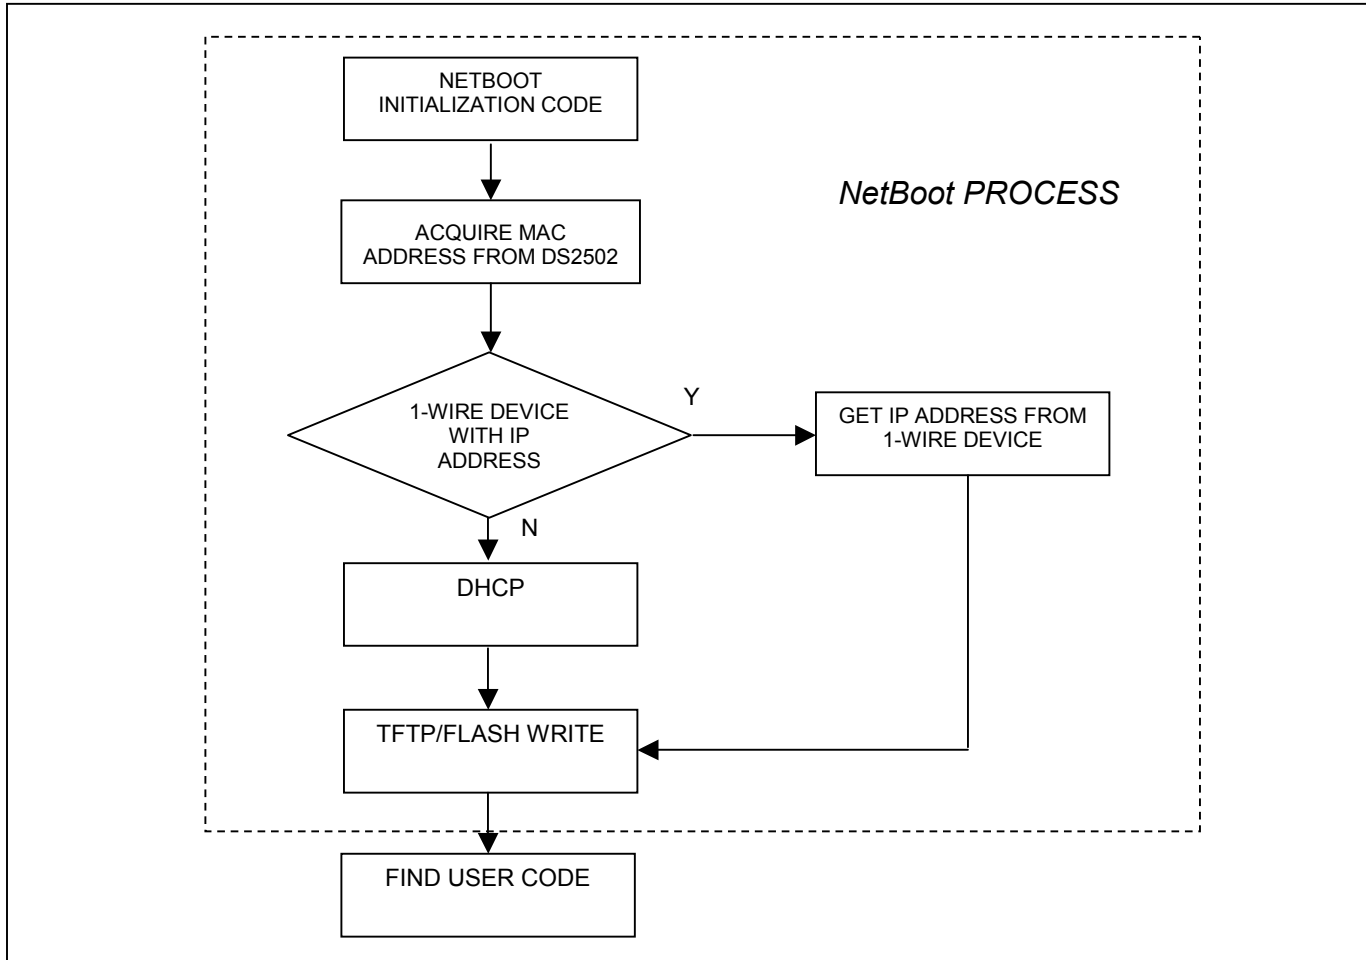 NETBOOT
INITIALIZATION CODE
NetBoot PROCESS
ACQUIRE MAC
ADDRESS FROM DS2502
1-WIRE DEVICE
WITH IP
ADDRESS
Y
GET IP ADDRESS FROM
1-WIRE DEVICE
N
DHCP
TFTP/FLASH WRITE
FIND USER CODE